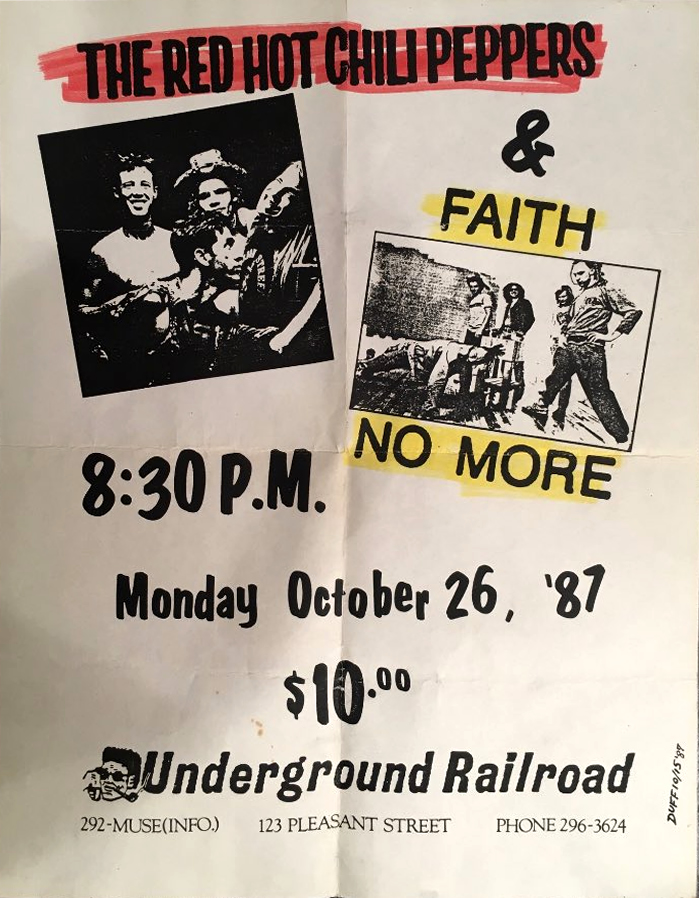 THE RED HOT CHILI PEPPERS
&
FAITH
NO MORE
8:30 P.M.
Monday October 26, '87
$10.00
Underground Railroad
292-MUSE(INFO.) 123 PLEASANT STREET PHONE 296-3624
DUFF 10/15 '87